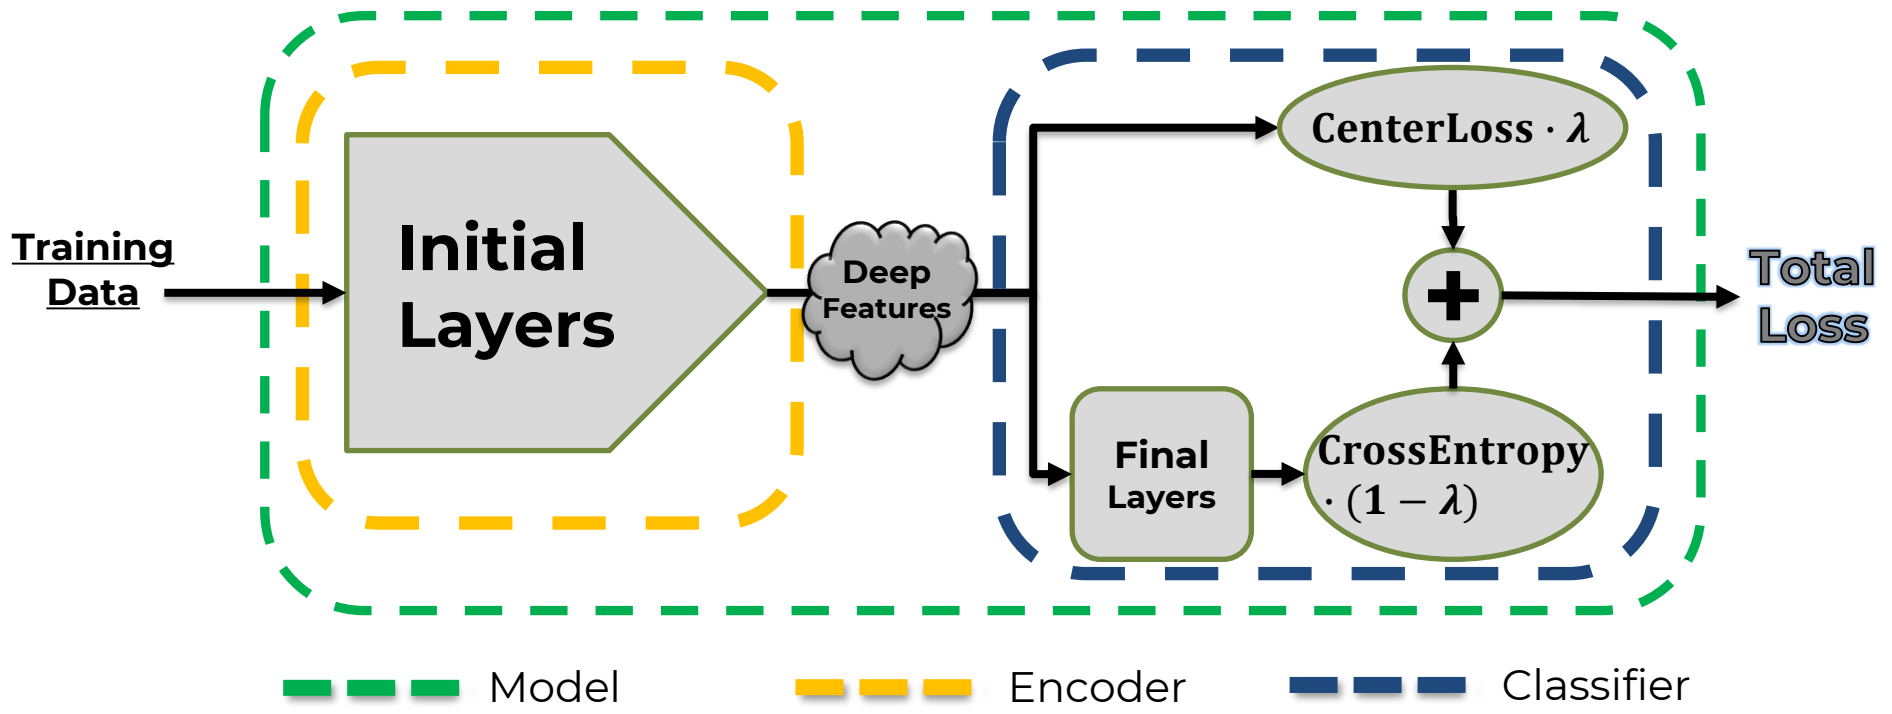 Training
Data
Initial
Layers
Deep
Features
CenterLoss · λ
+
Final
Layers
CrossEntropy
· (1 − λ)
Total
Loss
Model
Encoder
Classifier